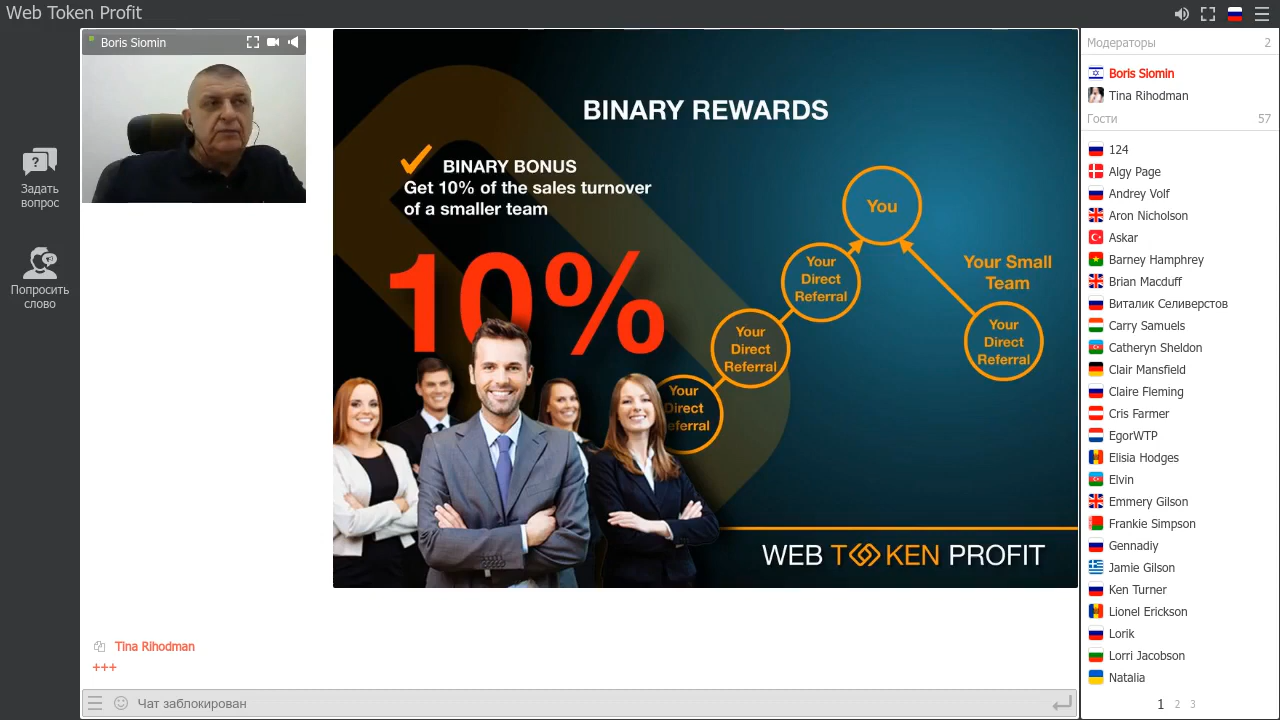 Web Token Profit
Boris Slomin
Задать
вопрос
Попросить
слово
BINARY REWARDS
BINARY BONUS
Get 10% of the sales turnover
of a smaller team
10%
You
Your
Direct
Referral
Your
Direct
Referral
Your
Direct
Referral
Your Small
Team
Your
Direct
Referral
WEB TOKEN PROFIT
Tina Rihodman
+++
Чат заблокирован
Модераторы 2
Boris Slomin
Tina Rihodman
Гости 57
124
Algy Page
Andrey Volf
Aron Nicholson
Askar
Barney Hamphrey
Brian Macduff
Виталик Селиверстов
Carry Samuels
Catheryn Sheldon
Clair Mansfield
Claire Fleming
Cris Farmer
EgorWTP
Elisia Hodges
Elvin
Emmery Gilson
Frankie Simpson
Gennadiy
Jamie Gilson
Ken Turner
Lionel Erickson
Lorik
Lorri Jacobson
Natalia
1 2 3